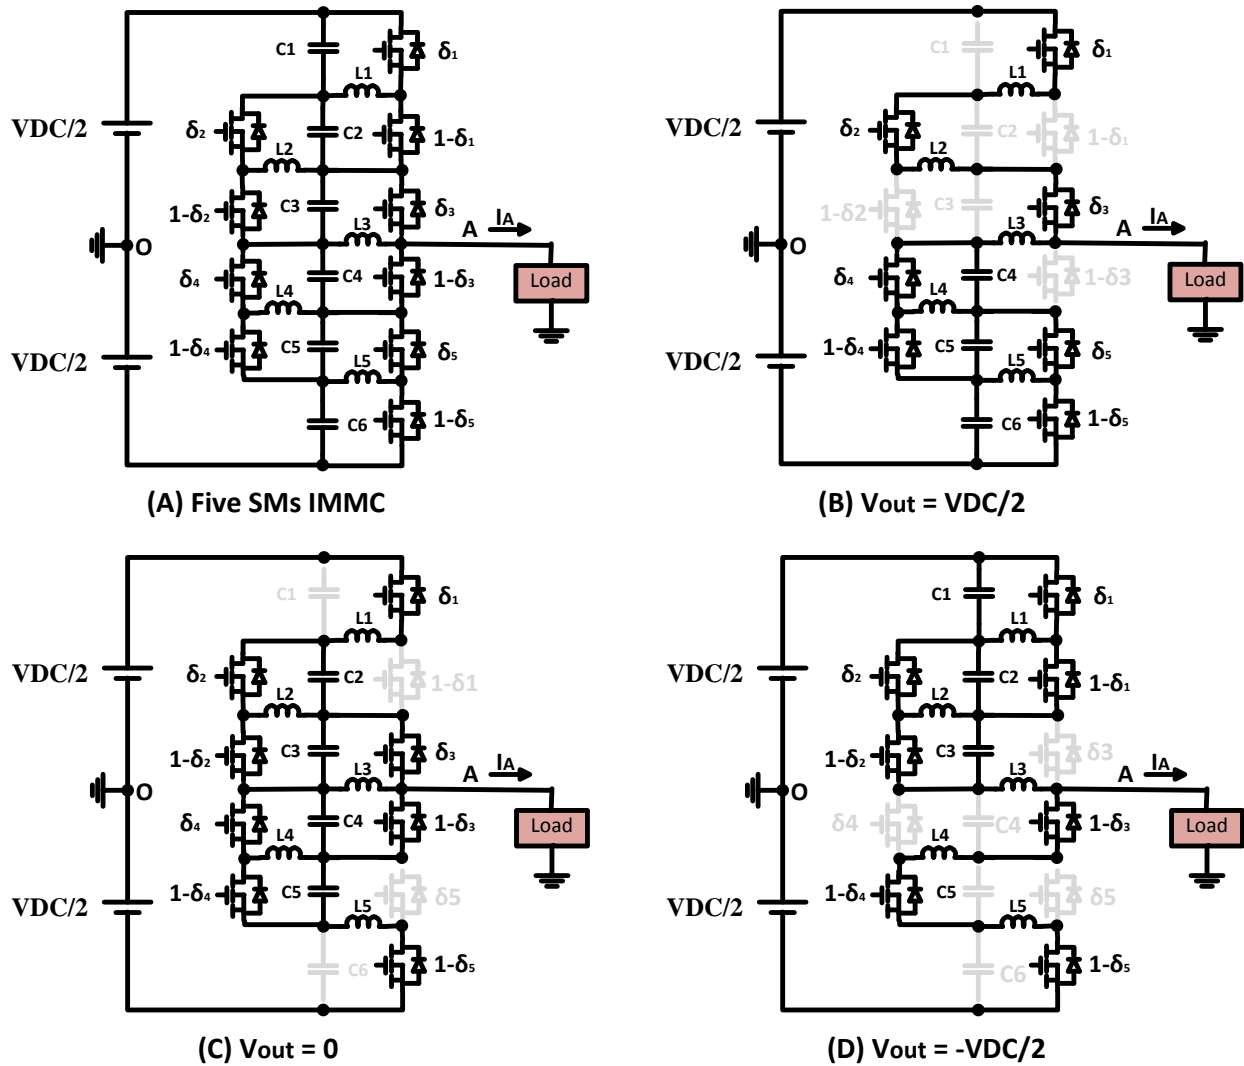 C1
δ1
L1
VDC/2
δ2
C2
1-δ1
L2
1-δ2
C3
δ3
L3
A
IA
O
δ4
C4
1-δ3
Load
L4
1-δ4
C5
δ5
VDC/2
L5
C6
1-δ5
(A) Five SMs IMMC
C1
δ1
L1
VDC/2
δ2
C2
1-δ1
L2
1-δ2
C3
δ3
L3
A
IA
O
δ4
C4
1-δ3
Load
L4
1-δ4
C5
δ5
VDC/2
L5
C6
1-δ5
(B) Vout = VDC/2
C1
δ1
L1
VDC/2
δ2
C2
1-δ1
L2
1-δ2
C3
δ3
L3
A
IA
O
δ4
C4
1-δ3
Load
L4
1-δ4
C5
δ5
VDC/2
L5
C6
1-δ5
(C) Vout = 0
C1
δ1
L1
VDC/2
δ2
C2
1-δ1
L2
1-δ2
C3
δ3
L3
A
IA
O
δ4
C4
1-δ3
Load
L4
1-δ4
C5
δ5
VDC/2
L5
C6
1-δ5
(D) Vout = -VDC/2